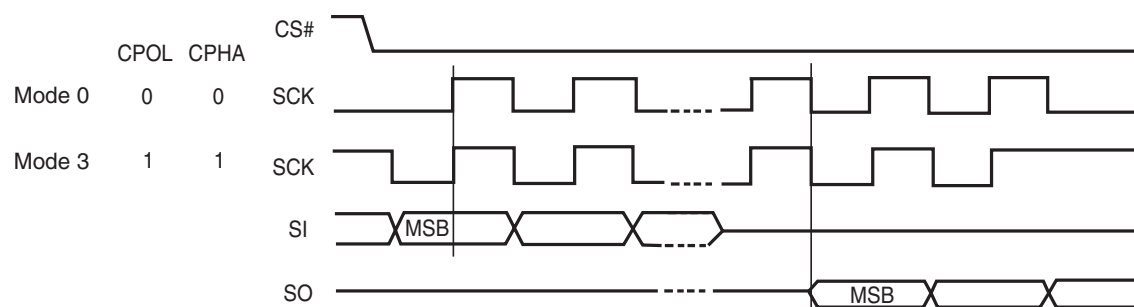 CS#
CPOL CPHA
Mode 0 0 0 SCK
Mode 3 1 1 SCK
SI MSB
SO MSB